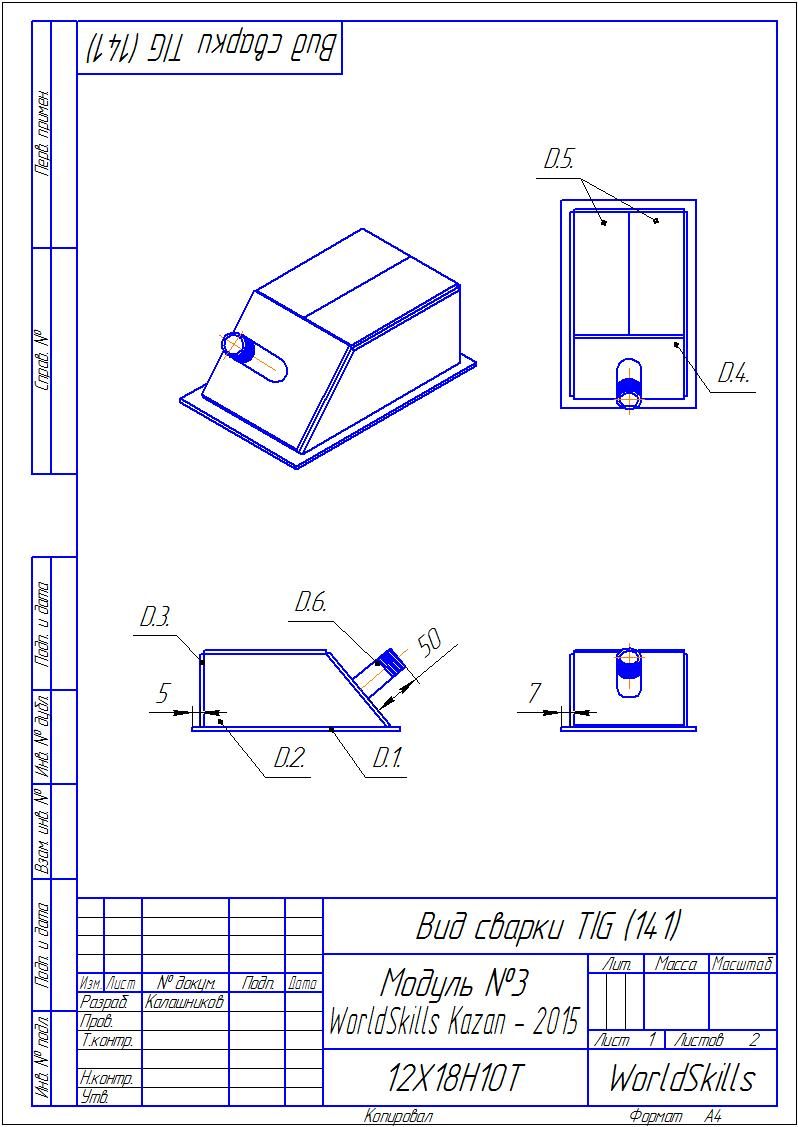 Вид сварки TIG (141)
Перв. примен.
Справ. №
Подп. и дата
Инв. № дубл.
Взам. инв. №
Подп. и дата
Инв. № подл.
D.5.
D.4.
D.3.
D.6.
50
5
7
D.2.
D.1.
Вид сварки TIG (141)
Лит. Масса Масштаб
Модуль №3
WorldSkills Kazan - 2015
Изм. Лист № докум. Подп. Дата
Разраб. Калашников
Пров.
Т.контр.
Лист 1 Листов 2
12Х18Н10Т
WorldSkills
Н.контр.
Утв.
Копировал Формат А4